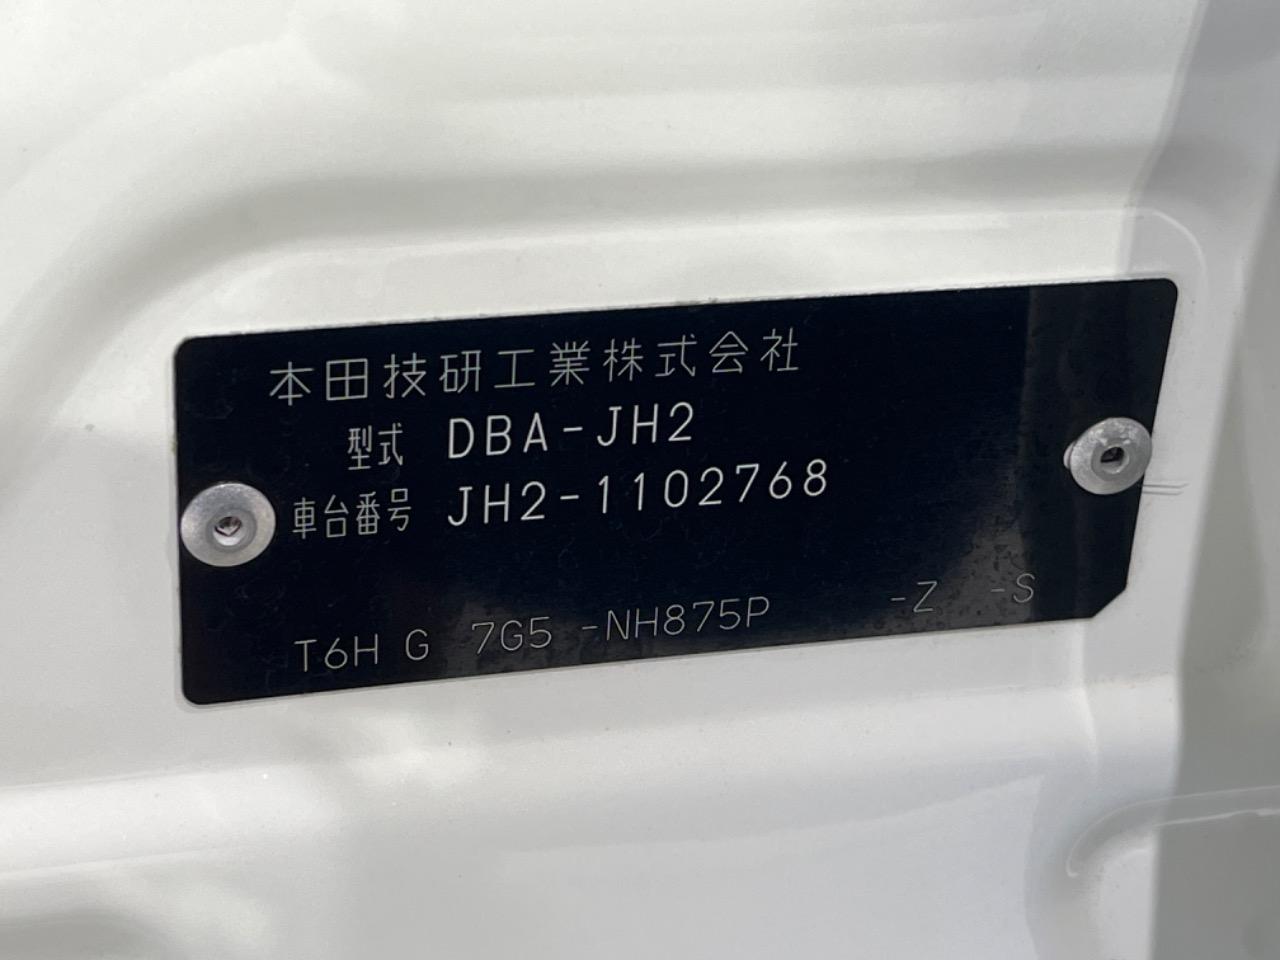 本田技研工業株式会社
型式 DBA-JH2
車台番号 JH2-1102768
T6H G 7G5 -NH875P -Z -S